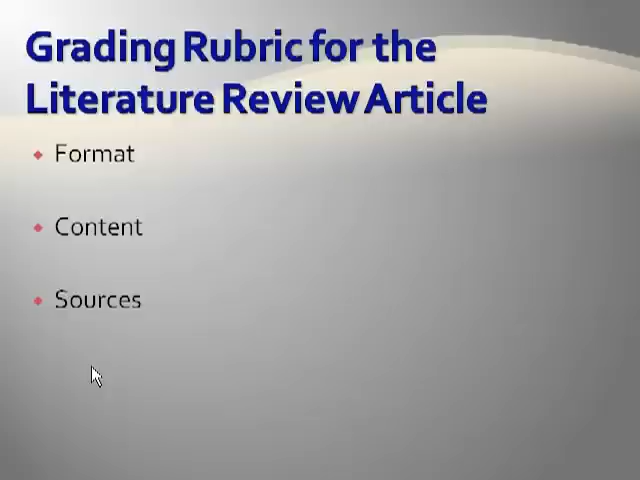 Grading Rubric for the
Literature Review Article
Format
Content
Sources